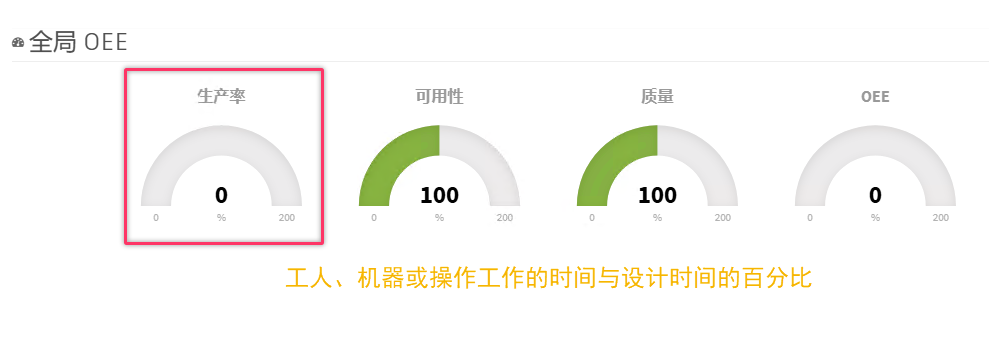 全局 OEE
生产率 可用性 质量 OEE
0 100 100 0
0 % 200 0 % 200 0 % 200 0 % 200
工人、机器或操作工作的时间与设计时间的百分比